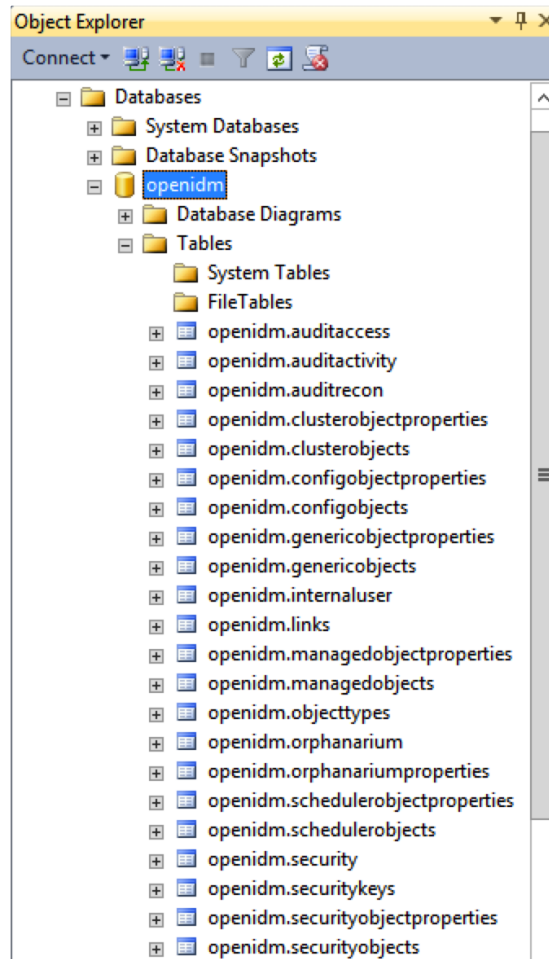 Object Explorer
Connect
Databases
System Databases
Database Snapshots
openidm
Database Diagrams
Tables
System Tables
FileTables
openidm.auditaccess
openidm.auditactivity
openidm.auditrecon
openidm.clusterobjectproperties
openidm.clusterobjects
openidm.configobjectproperties
openidm.configobjects
openidm.genericobjectproperties
openidm.genericobjects
openidm.internaluser
openidm.links
openidm.managedobjectproperties
openidm.managedobjects
openidm.objecttypes
openidm.orphanarium
openidm.orphanariumproperties
openidm.schedulerobjectproperties
openidm.schedulerobjects
openidm.security
openidm.securitykeys
openidm.securityobjectproperties
openidm.securityobjects